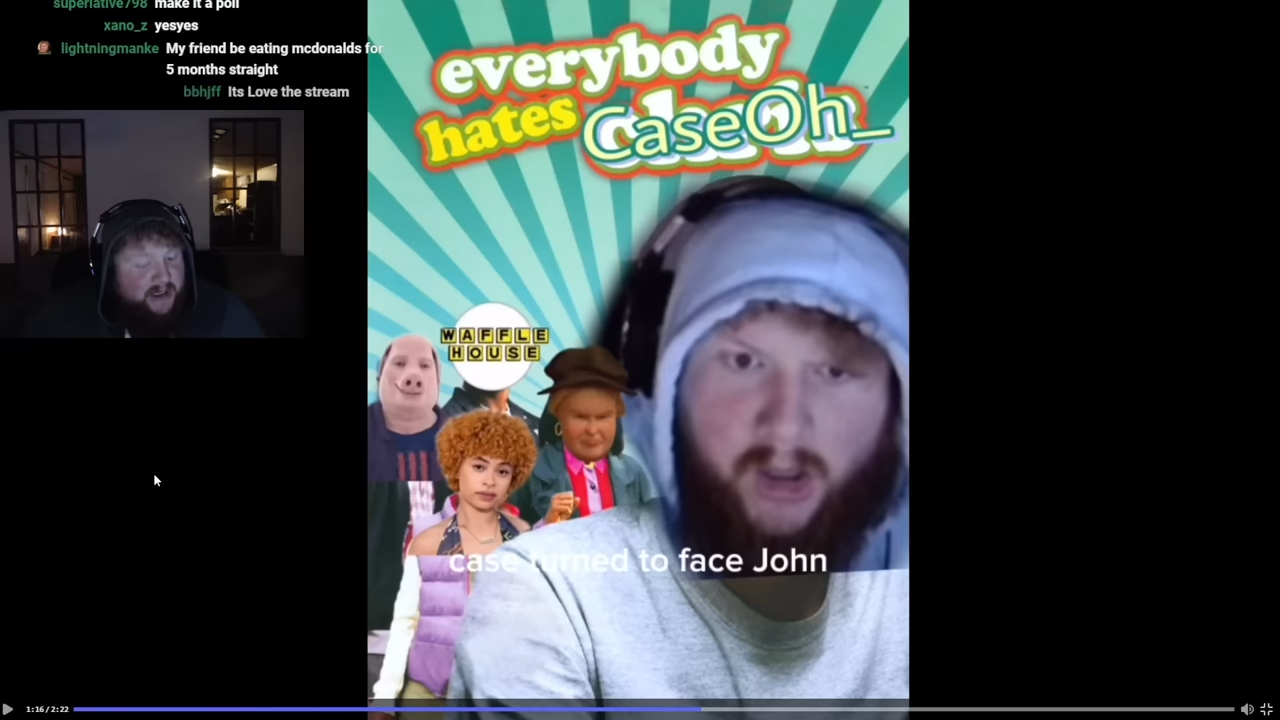 superlative798 make it a poll
xano_z yesyes
lightningmanke My friend be eating mcdonalds for
5 months straight
bbhjff Its Love the stream
everybody
hates CaseOh_
WAFFLE
HOUSE
case turned to face John
1:16 / 2:22